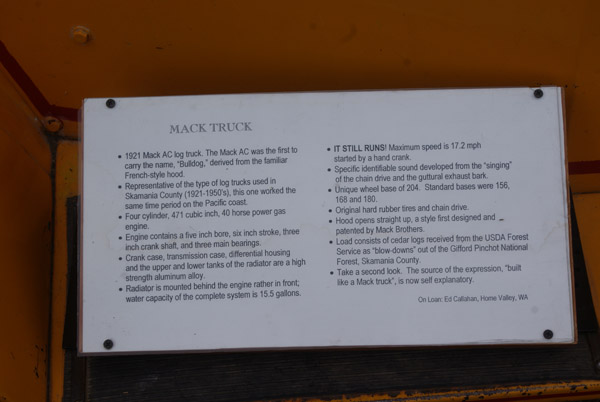 MACK TRUCK
• 1921 Mack AC log truck. The Mack AC was the first to
carry the name, "Bulldog," derived from the familiar
French-style hood.
• Representative of the type of log trucks used in
Skamania County (1921-1950's), this one worked the
same time period on the Pacific coast.
• Four cylinder, 471 cubic inch, 40 horse power gas
engine.
• Engine contains a five inch bore, six inch stroke, three
inch crank shaft, and three main bearings.
• Crank case, transmission case, differential housing
and the upper and lower tanks of the radiator are a high
strength aluminum alloy.
• Radiator is mounted behind the engine rather in front;
water capacity of the complete system is 15.5 gallons.
• IT STILL RUNS! Maximum speed is 17.2 mph
started by a hand crank.
• Specific identifiable sound developed from the "singing"
of the chain drive and the guttural exhaust bark.
• Unique wheel base of 204. Standard bases were 156,
168 and 180.
• Original hard rubber tires and chain drive.
• Hood opens straight up, a style first designed and
patented by Mack Brothers.
• Load consists of cedar logs received from the USDA Forest
Service as "blow-downs" out of the Gifford Pinchot National
Forest, Skamania County.
• Take a second look. The source of the expression, "built
like a Mack truck", is now self explanatory.
On Loan: Ed Callahan, Home Valley, WA